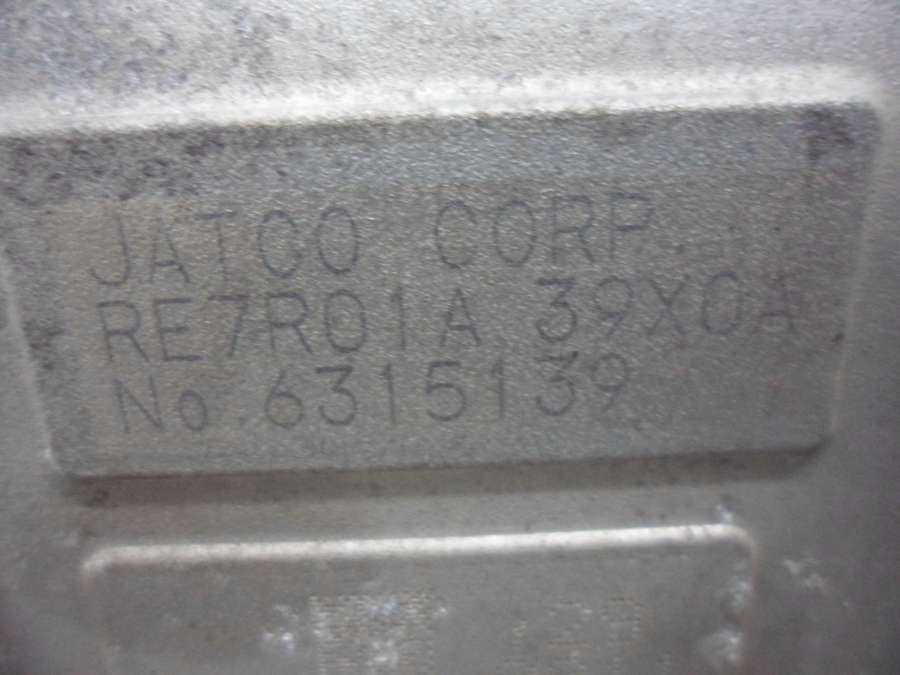 JATCO CORP.
RE7R01A 39X0A
No.6315139